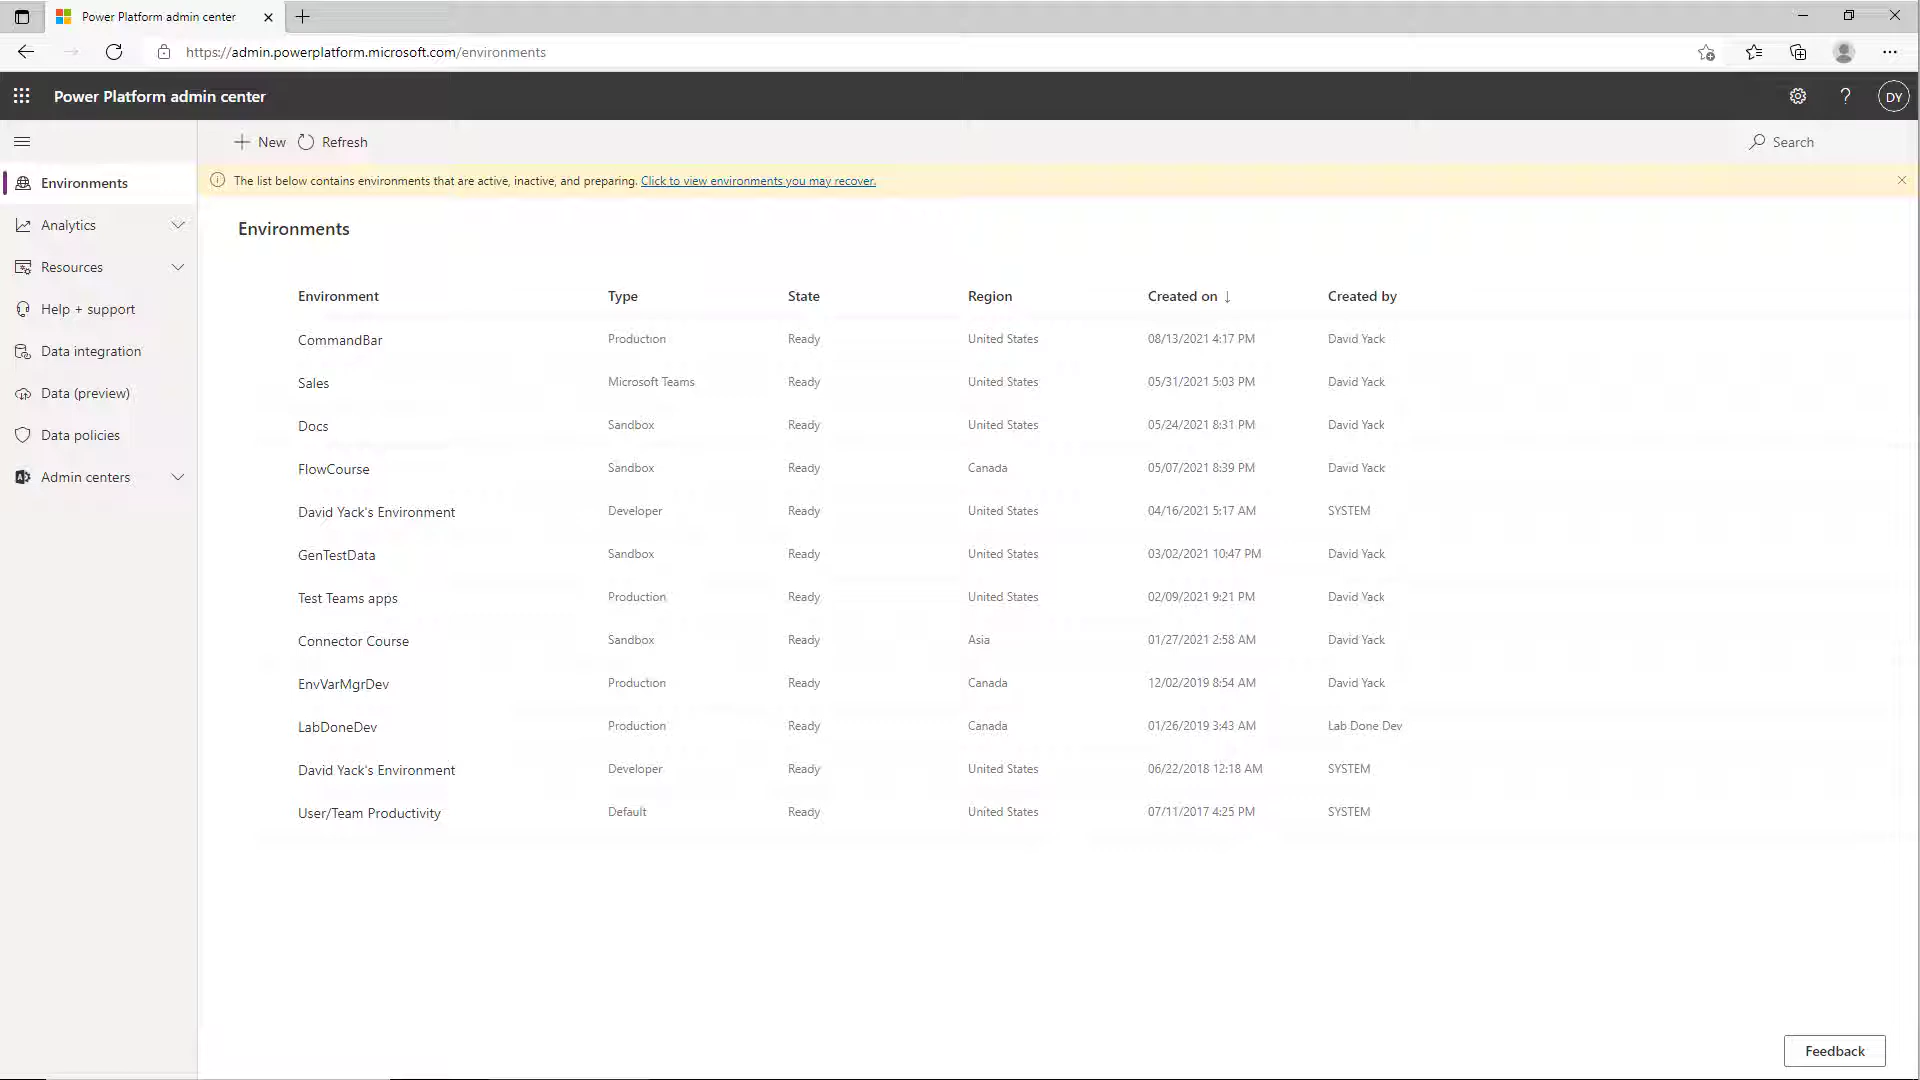 Power Platform admin center
https://admin.powerplatform.microsoft.com/environments
Power Platform admin center
DY
New
Refresh
Search
Environments
The list below contains environments that are active, inactive, and preparing. Click to view environments you may recover.
Analytics
Resources
Help + support
Data integration
Data (preview)
Data policies
Admin centers
Environments
Environment Type State Region Created on ↓ Created by
CommandBar Production Ready United States 08/13/2021 4:17 PM David Yack
Sales Microsoft Teams Ready United States 05/31/2021 5:03 PM David Yack
Docs Sandbox Ready United States 05/24/2021 8:31 PM David Yack
FlowCourse Sandbox Ready Canada 05/07/2021 8:39 PM David Yack
David Yack's Environment Developer Ready United States 04/16/2021 5:17 AM SYSTEM
GenTestData Sandbox Ready United States 03/02/2021 10:47 PM David Yack
Test Teams apps Production Ready United States 02/09/2021 9:21 PM David Yack
Connector Course Sandbox Ready Asia 01/27/2021 2:58 AM David Yack
EnvVarMgrDev Production Ready Canada 12/02/2019 8:54 AM David Yack
LabDoneDev Production Ready Canada 01/26/2019 3:43 AM Lab Done Dev
David Yack's Environment Developer Ready United States 06/22/2018 12:18 AM SYSTEM
User/Team Productivity Default Ready United States 07/11/2017 4:25 PM SYSTEM
Feedback